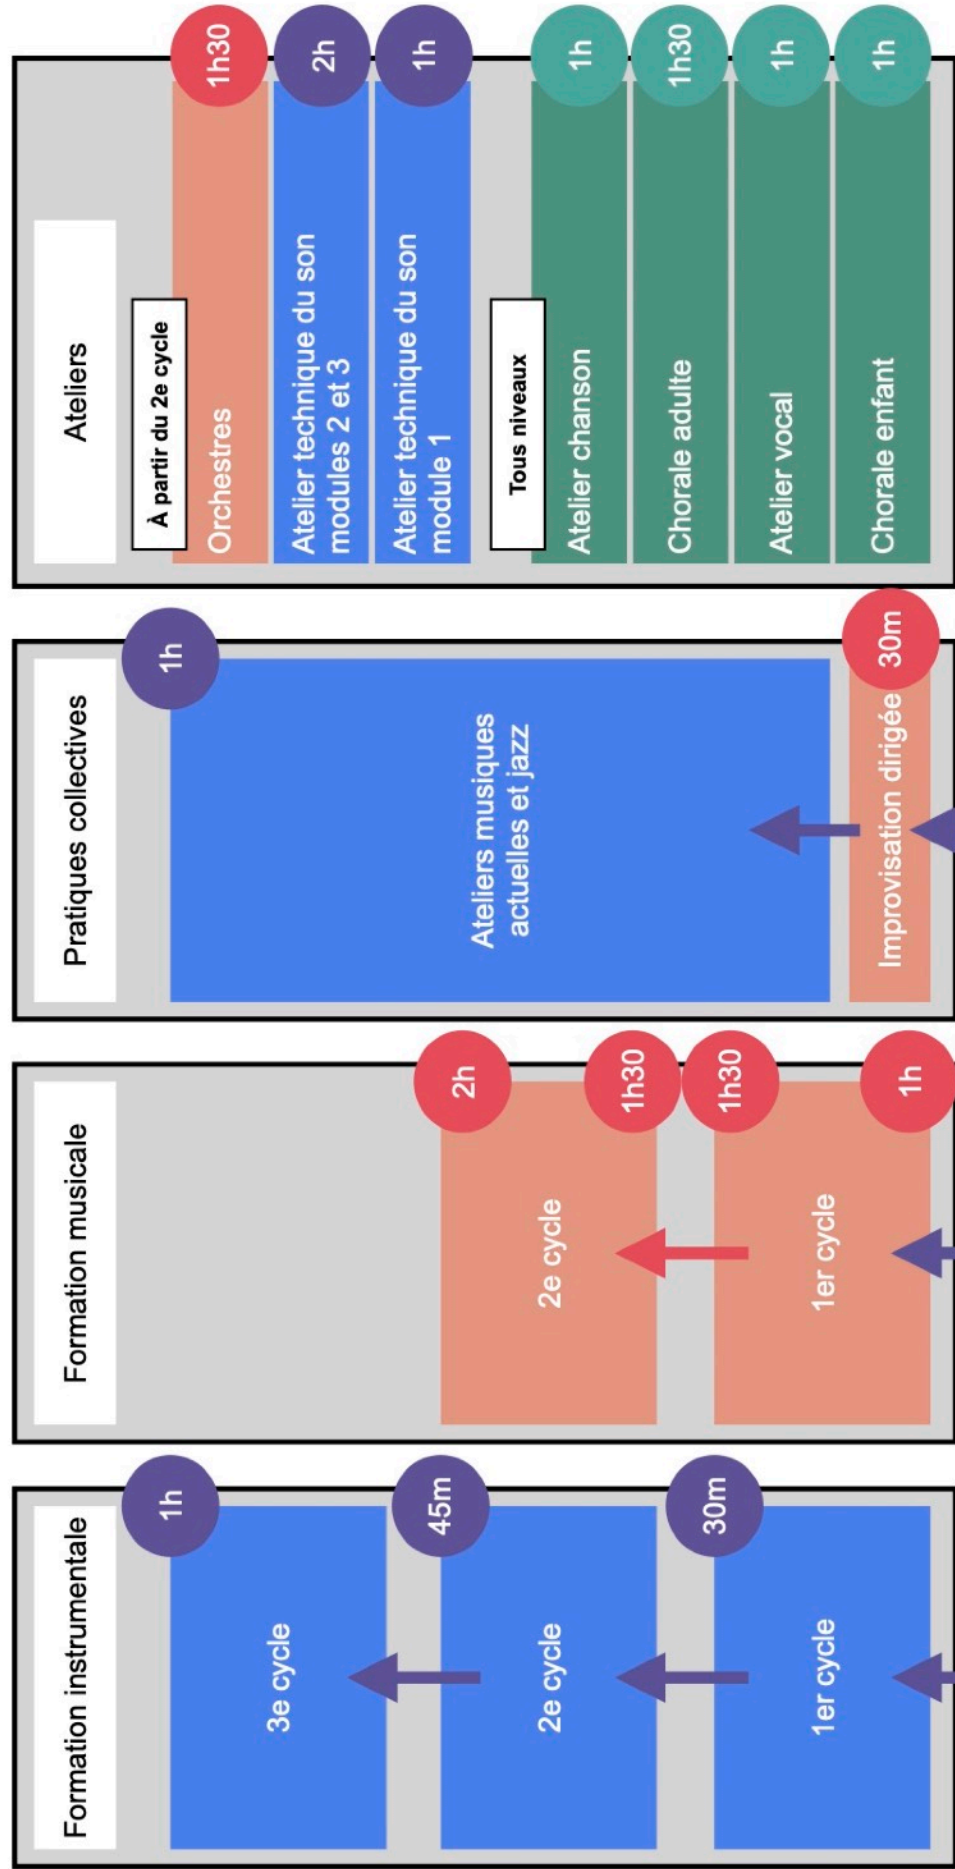 Formation instrumentale
1h
3e cycle
45m
2e cycle
30m
1er cycle
Formation musicale
2h
2e cycle
1h30
1h30
1er cycle
1h
Pratiques collectives
1h
Ateliers musiques
actuelles et jazz
Improvisation dirigée
30m
Ateliers
À partir du 2e cycle
Orchestres
1h30
Atelier technique du son
modules 2 et 3
2h
Atelier technique du son
module 1
1h
Tous niveaux
Atelier chanson
1h
Chorale adulte
1h30
Atelier vocal
1h
Chorale enfant
1h